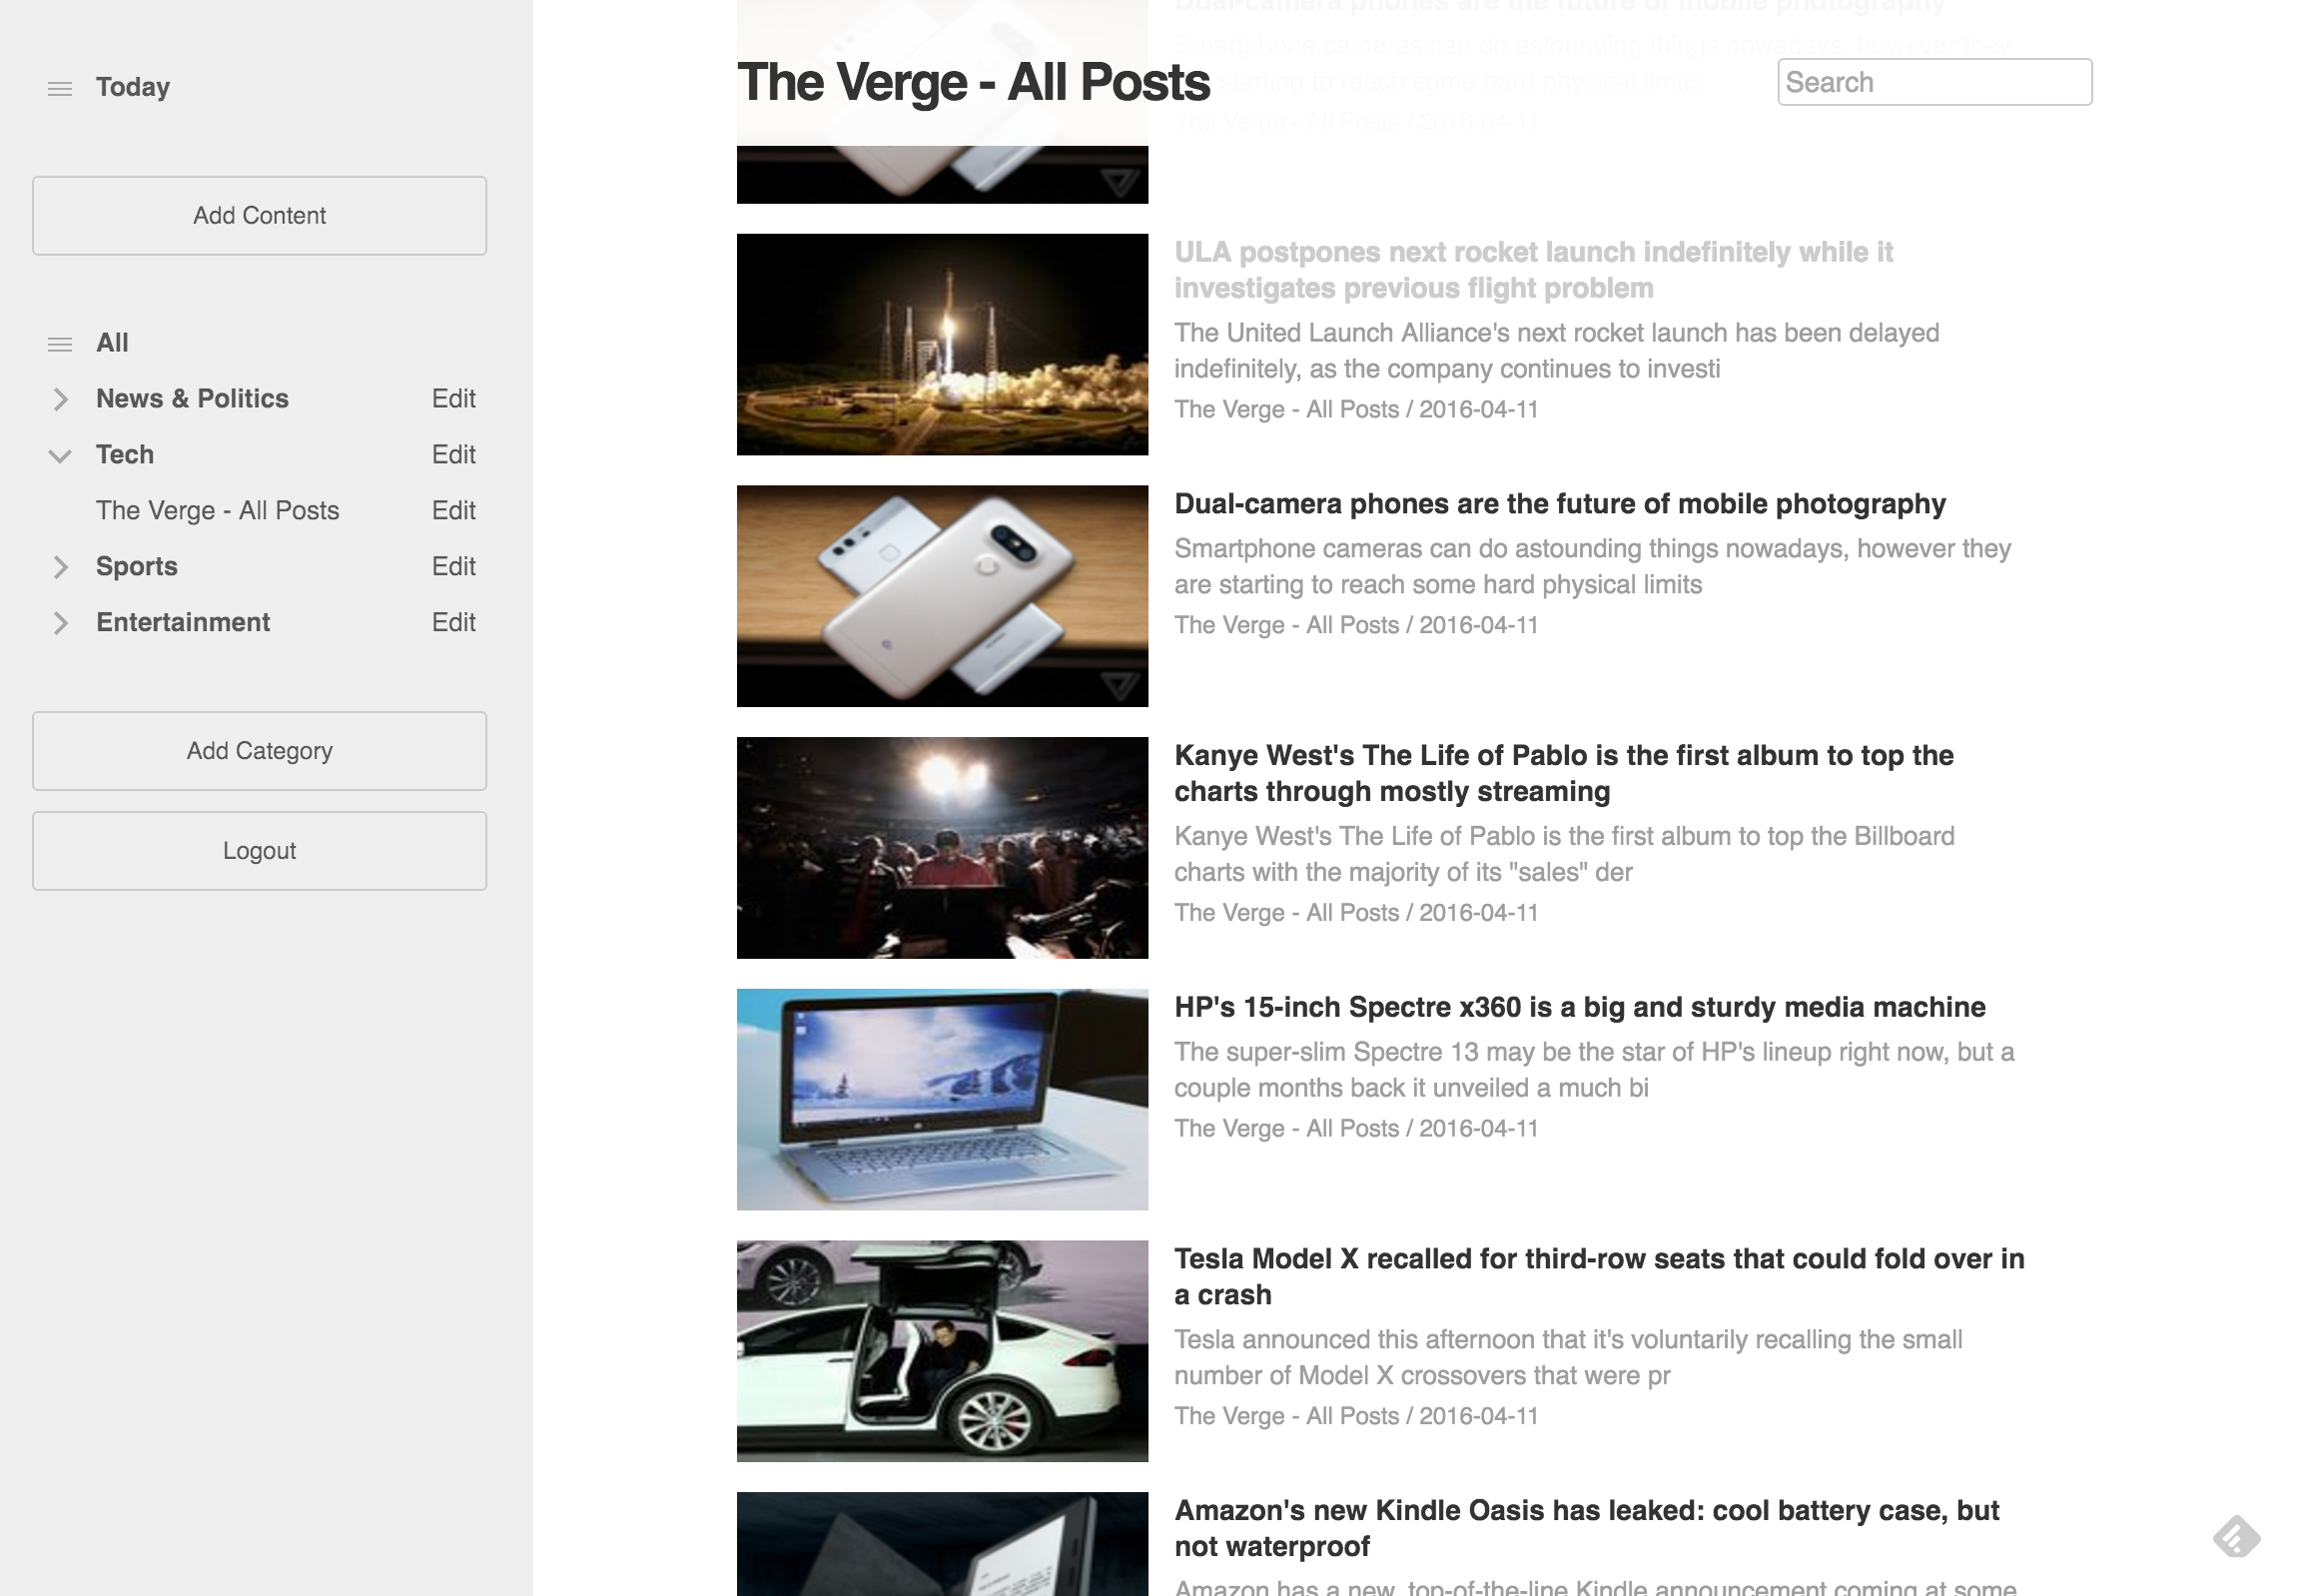 Today
Add Content
All
News & Politics Edit
Tech Edit
The Verge - All Posts Edit
Sports Edit
Entertainment Edit
Add Category
Logout
Dual-camera phones are the future of mobile photography
Smartphone cameras can do astounding things nowadays, however they
starting to reach some hard physical limits
The Verge - All Posts / 2016-04-11
The Verge - All Posts
Search
ULA postpones next rocket launch indefinitely while it
investigates previous flight problem
The United Launch Alliance's next rocket launch has been delayed
indefinitely, as the company continues to investi
The Verge - All Posts / 2016-04-11
Dual-camera phones are the future of mobile photography
Smartphone cameras can do astounding things nowadays, however they
are starting to reach some hard physical limits
The Verge - All Posts / 2016-04-11
Kanye West's The Life of Pablo is the first album to top the
charts through mostly streaming
Kanye West's The Life of Pablo is the first album to top the Billboard
charts with the majority of its "sales" der
The Verge - All Posts / 2016-04-11
HP's 15-inch Spectre x360 is a big and sturdy media machine
The super-slim Spectre 13 may be the star of HP's lineup right now, but a
couple months back it unveiled a much bi
The Verge - All Posts / 2016-04-11
Tesla Model X recalled for third-row seats that could fold over in
a crash
Tesla announced this afternoon that it's voluntarily recalling the small
number of Model X crossovers that were pr
The Verge - All Posts / 2016-04-11
Amazon's new Kindle Oasis has leaked: cool battery case, but
not waterproof
Amazon has a new, top-of-the-line Kindle announcement coming at some